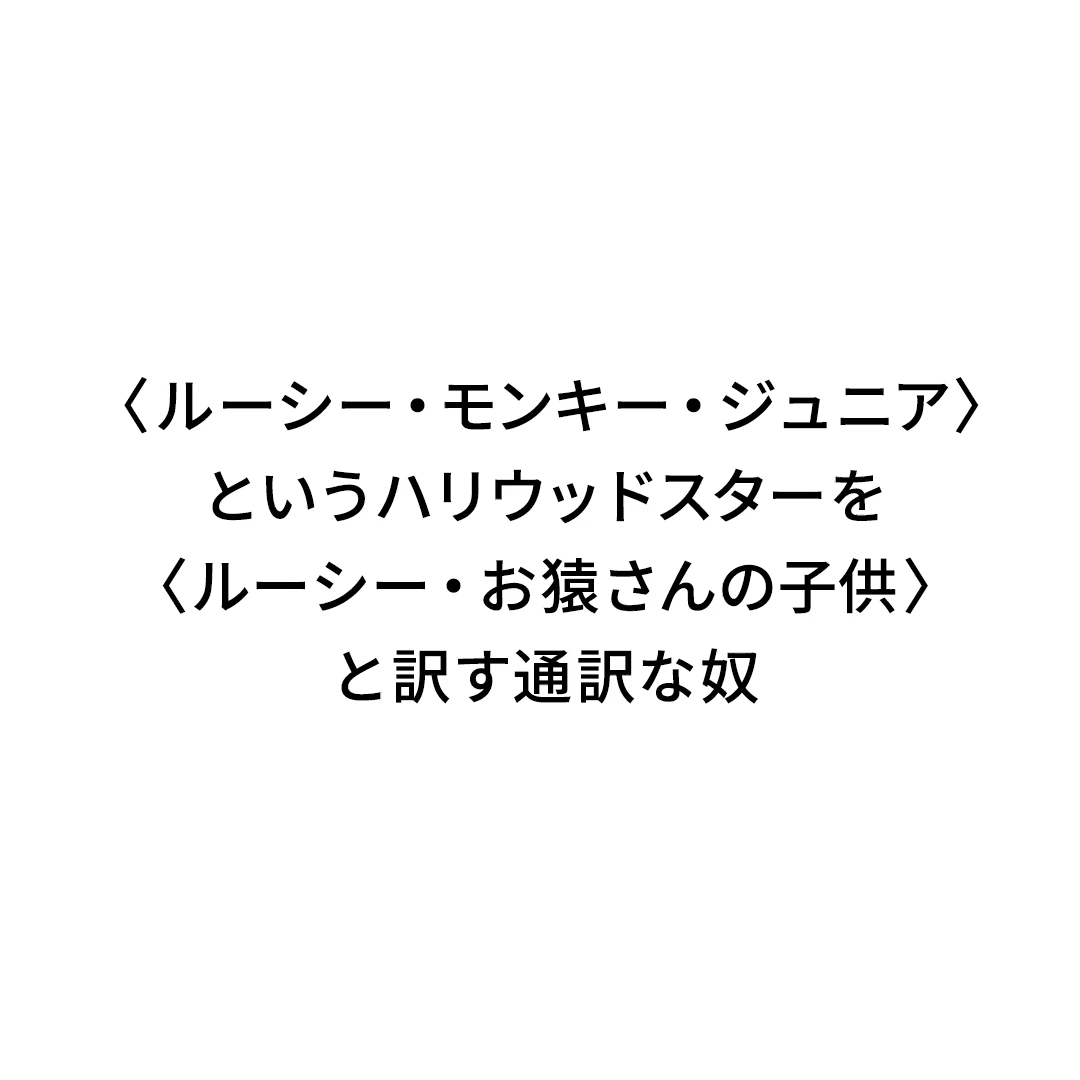 〈ルーシー・モンキー・ジュニア〉
というハリウッドスターを
〈ルーシー・お猿さんの子供〉
と訳す通訳な奴